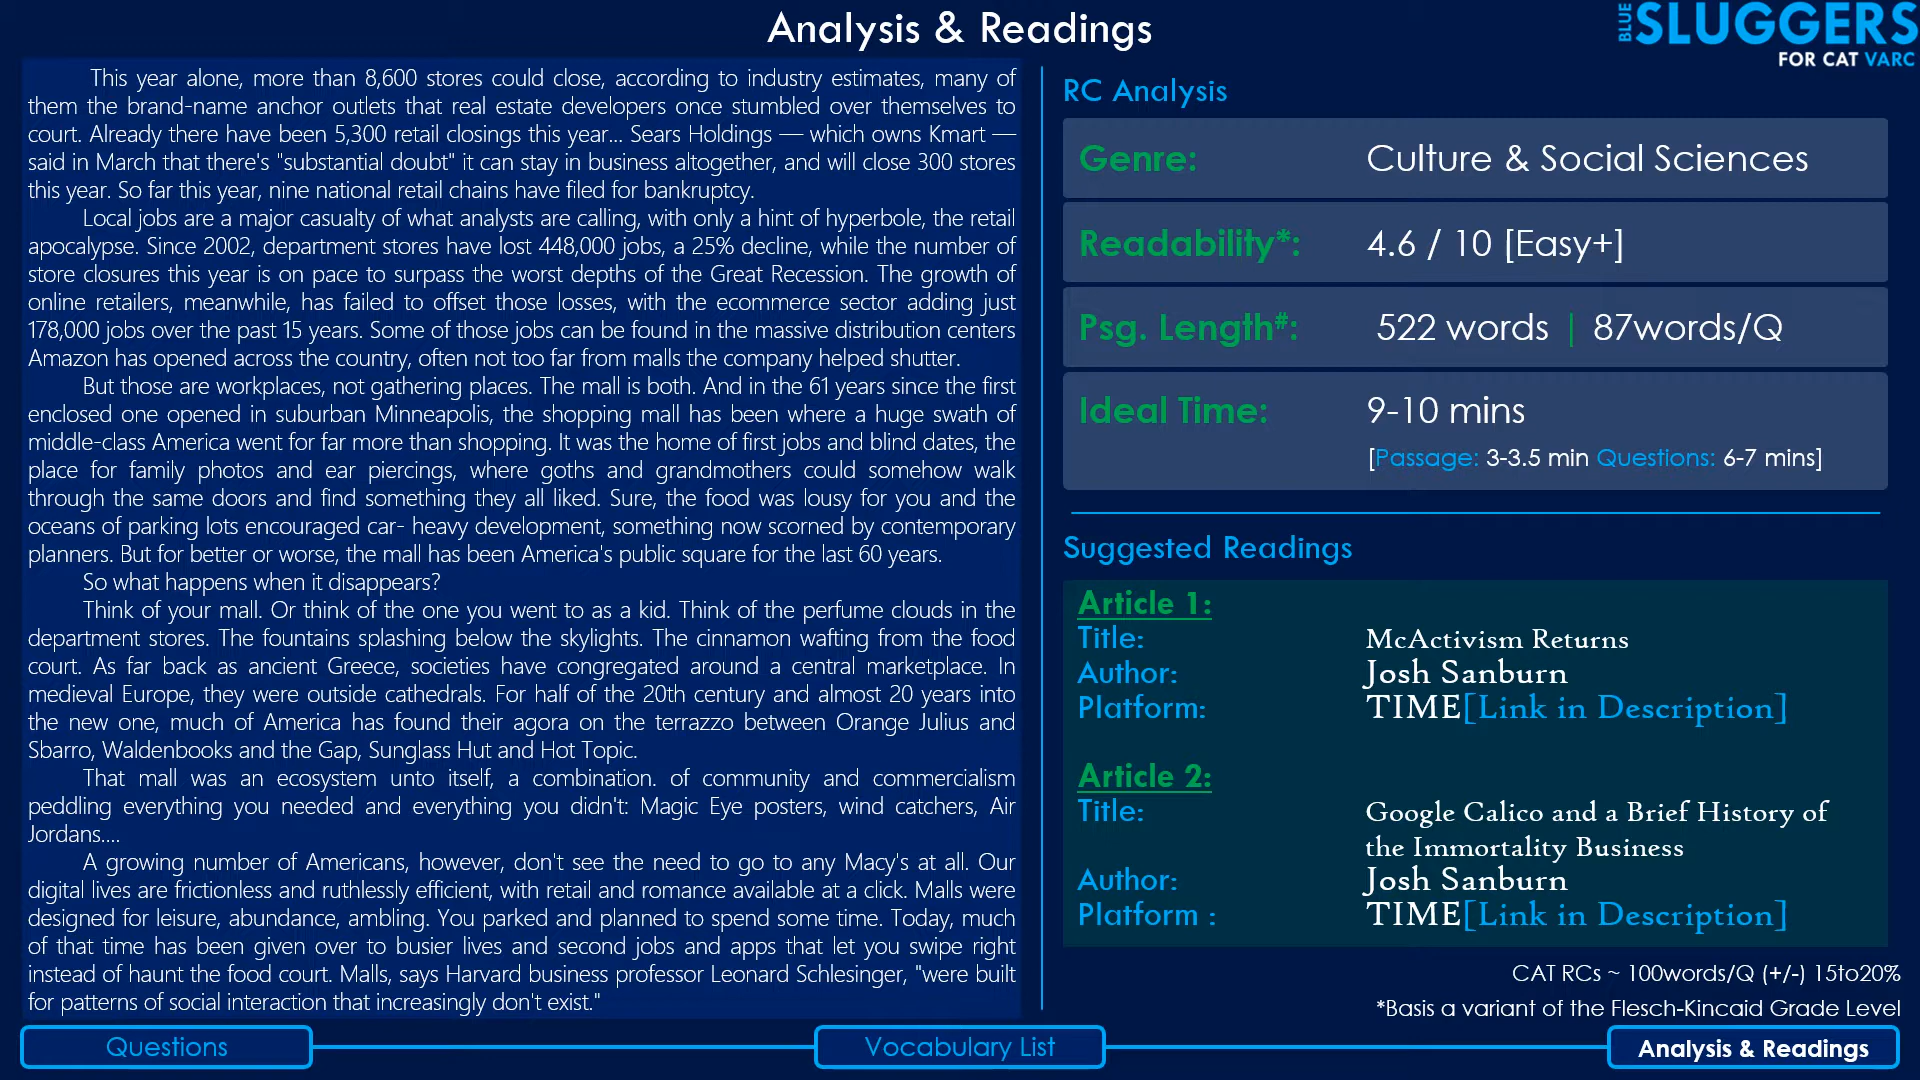 Analysis & Readings
BLUE SLUGGERS
FOR CAT VARC
This year alone, more than 8,600 stores could close, according to industry estimates, many of
them the brand-name anchor outlets that real estate developers once stumbled over themselves to
court. Already there have been 5,300 retail closings this year... Sears Holdings — which owns Kmart —
said in March that there's "substantial doubt" it can stay in business altogether, and will close 300 stores
this year. So far this year, nine national retail chains have filed for bankruptcy.
Local jobs are a major casualty of what analysts are calling, with only a hint of hyperbole, the retail
apocalypse. Since 2002, department stores have lost 448,000 jobs, a 25% decline, while the number of
store closures this year is on pace to surpass the worst depths of the Great Recession. The growth of
online retailers, meanwhile, has failed to offset those losses, with the ecommerce sector adding just
178,000 jobs over the past 15 years. Some of those jobs can be found in the massive distribution centers
Amazon has opened across the country, often not too far from malls the company helped shutter.
But those are workplaces, not gathering places. The mall is both. And in the 61 years since the first
enclosed one opened in suburban Minneapolis, the shopping mall has been where a huge swath of
middle-class America went for far more than shopping. It was the home of first jobs and blind dates, the
place for family photos and ear piercings, where goths and grandmothers could somehow walk
through the same doors and find something they all liked. Sure, the food was lousy for you and the
oceans of parking lots encouraged car- heavy development, something now scorned by contemporary
planners. But for better or worse, the mall has been America's public square for the last 60 years.
So what happens when it disappears?
Think of your mall. Or think of the one you went to as a kid. Think of the perfume clouds in the
department stores. The fountains splashing below the skylights. The cinnamon wafting from the food
court. As far back as ancient Greece, societies have congregated around a central marketplace. In
medieval Europe, they were outside cathedrals. For half of the 20th century and almost 20 years into
the new one, much of America has found their agora on the terrazzo between Orange Julius and
Sbarro, Waldenbooks and the Gap, Sunglass Hut and Hot Topic.
That mall was an ecosystem unto itself, a combination. of community and commercialism
peddling everything you needed and everything you didn't: Magic Eye posters, wind catchers, Air
Jordans....
A growing number of Americans, however, don't see the need to go to any Macy's at all. Our
digital lives are frictionless and ruthlessly efficient, with retail and romance available at a click. Malls were
designed for leisure, abundance, ambling. You parked and planned to spend some time. Today, much
of that time has been given over to busier lives and second jobs and apps that let you swipe right
instead of haunt the food court. Malls, says Harvard business professor Leonard Schlesinger, "were built
for patterns of social interaction that increasingly don't exist."
RC Analysis
Genre: Culture & Social Sciences
Readability*: 4.6 / 10 [Easy+]
Psg. Length#: 522 words | 87words/Q
Ideal Time: 9-10 mins
[Passage: 3-3.5 min Questions: 6-7 mins]
Suggested Readings
Article 1:
Title: McActivism Returns
Author: Josh Sanburn
Platform: TIME[Link in Description]
Article 2:
Title: Google Calico and a Brief History of
the Immortality Business
Author: Josh Sanburn
Platform : TIME[Link in Description]
CAT RCs ~ 100words/Q (+/-) 15to20%
*Basis a variant of the Flesch-Kincaid Grade Level
Questions
Vocabulary List
Analysis & Readings